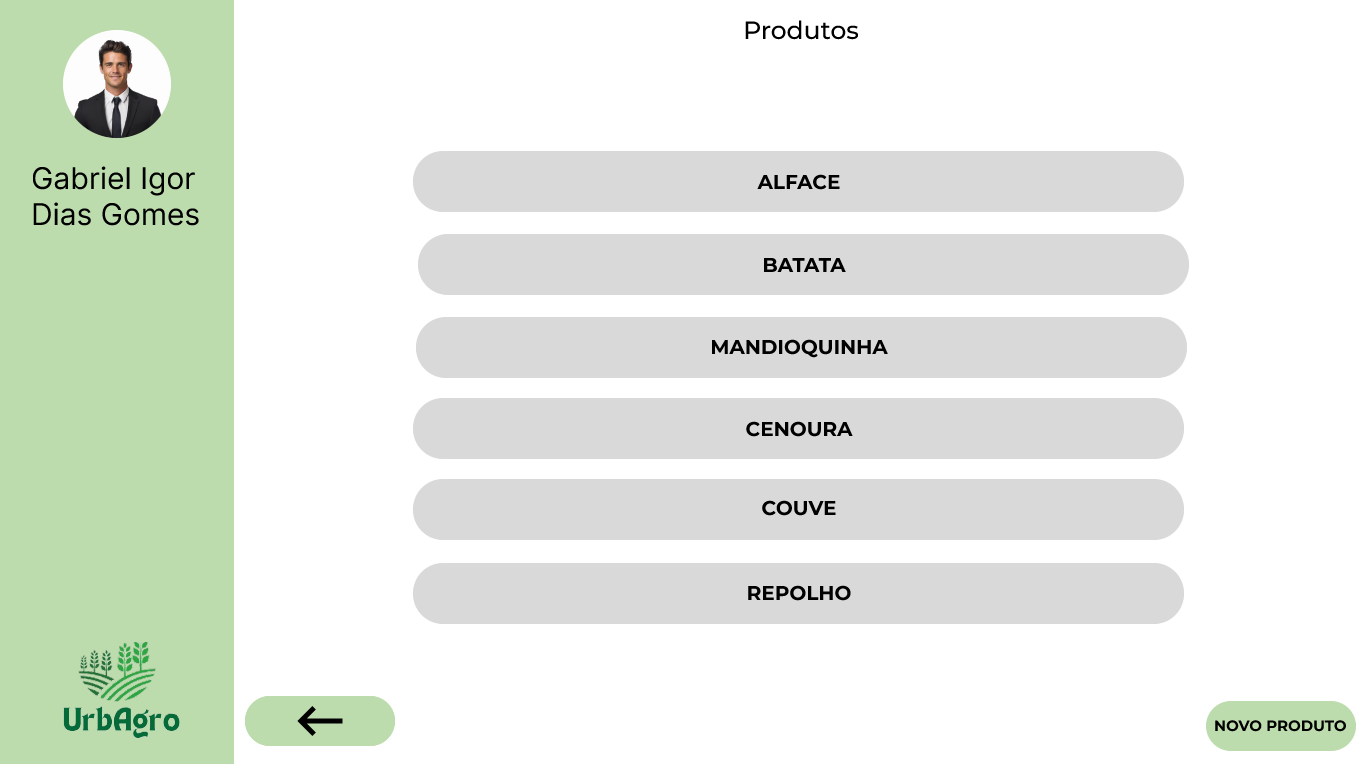 Produtos
Gabriel Igor
Dias Gomes
ALFACE
BATATA
MANDIOQUINHA
CENOURA
COUVE
REPOLHO
UrbAgro
NOVO PRODUTO